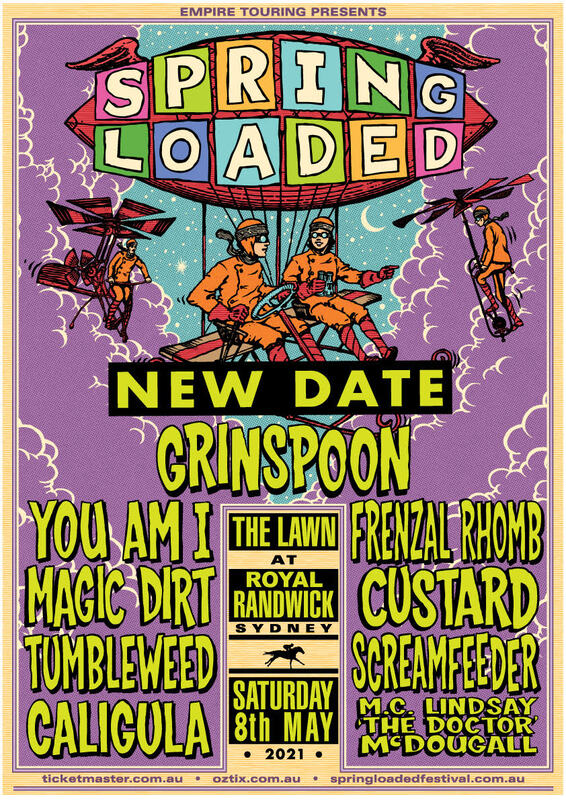 EMPIRE TOURING PRESENTS
SPRING
LOADED
NEW DATE
GRINSPOON
YOU AM I
MAGIC DIRT
TUMBLEWEED
CALIGULA
THE LAWN
AT
ROYAL
RANDWICK
SYDNEY
SATURDAY
8th MAY
• 2021 •
FRENZAL RHOMB
CUSTARD
SCREAMFEEDER
M.C. LINDSAY
'THE DOCTOR'
McDOUGALL
ticketmaster.com.au • oztix.com.au • springloadedfestival.com.au